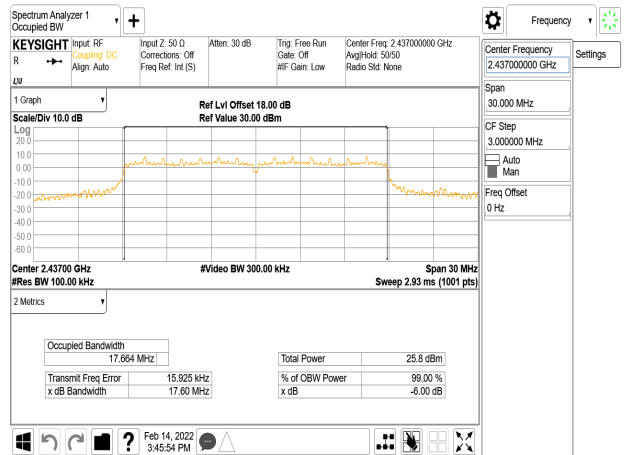 Spectrum Analyzer 1
Occupied BW
Frequency
KEYSIGHT
R
Input: RF
Coupling: DC
Align: Auto
Input Z: 50 Ω
Corrections: Off
Freq Ref: Int (S)
Atten: 30 dB
Trig: Free Run
Gate: Off
#IF Gain: Low
Center Freq: 2.437000000 GHz
Avg|Hold: 50/50
Radio Std: None
Center Frequency
2.437000000 GHz
Settings
Span
30.000 MHz
CF Step
3.000000 MHz
Auto
Man
Freq Offset
0 Hz
1 Graph
Scale/Div 10.0 dB
Ref Lvl Offset 18.00 dB
Ref Value 30.00 dBm
Log
20.0
10.0
0.00
-10.0
-20.0
-30.0
-40.0
-50.0
-60.0
Center 2.43700 GHz
#Video BW 300.00 kHz
Span 30 MHz
#Res BW 100.00 kHz
Sweep 2.93 ms (1001 pts)
2 Metrics
Occupied Bandwidth
17.664 MHz
Total Power 25.8 dBm
Transmit Freq Error 15.925 kHz
% of OBW Power 99.00 %
x dB Bandwidth 17.60 MHz
x dB -6.00 dB
Feb 14, 2022
3:45:54 PM